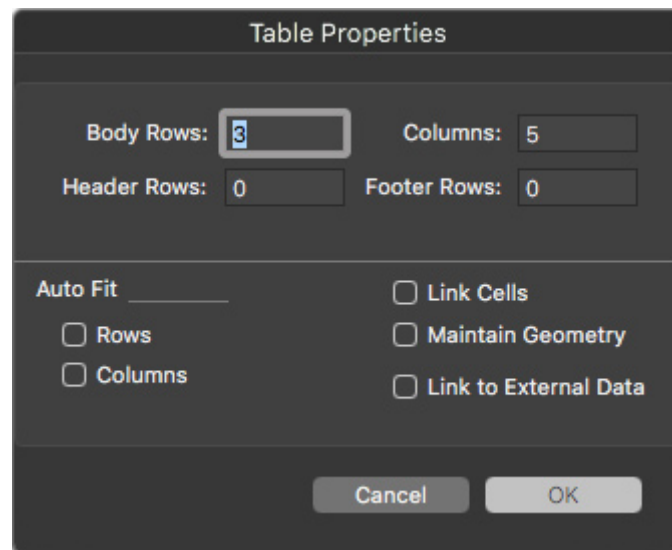 Table Properties
Body Rows: 3 Columns: 5
Header Rows: 0 Footer Rows: 0
Auto Fit
Link Cells
Rows
Maintain Geometry
Columns
Link to External Data
Cancel OK